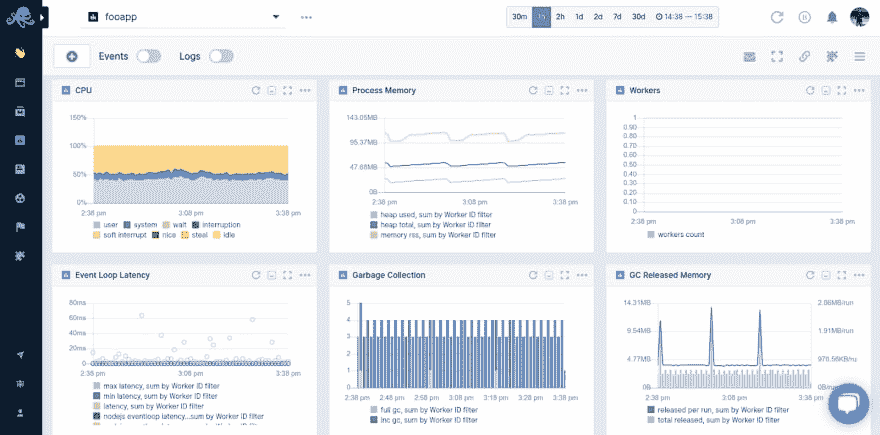 fooapp
30m 1h 2h 1d 2d 7d 30d 14:38 — 15:38
Events Logs
CPU
150%
100%
50%
0%
2:38 pm 3:08 pm 3:38 pm
user system wait interruption
soft interrupt nice steal idle
Process Memory
143.05MB
95.37MB
47.68MB
0B
2:38 pm 3:08 pm 3:38 pm
heap used, sum by Worker ID filter
heap total, sum by Worker ID filter
memory rss, sum by Worker ID filter
Workers
1
0.90
0.80
0.70
0.60
0.50
0.40
0.30
0.20
0.10
0
2:38 pm 3:08 pm 3:38 pm
workers count
Event Loop Latency
80ms
60ms
40ms
20ms
0ms
2:38 pm 3:08 pm 3:38 pm
max latency, sum by Worker ID filter
min latency, sum by Worker ID filter
latency, sum by Worker ID filter
nodejs eventloop latency...sum by Worker ID filter
Garbage Collection
5
4
3
2
1
0
2:38 pm 2:48 pm 2:58 pm 3:08 pm 3:18 pm 3:28 pm 3:38 pm
full gc, sum by Worker ID filter
inc gc, sum by Worker ID filter
GC Released Memory
14.31MB
9.54MB
4.77MB
0B
2.86MB/run
1.91MB/run
976.56KB/ru
0B/run
2:38 pm 3:08 pm
released per run, sum by Worker ID filter
total released, sum by Worker ID filter